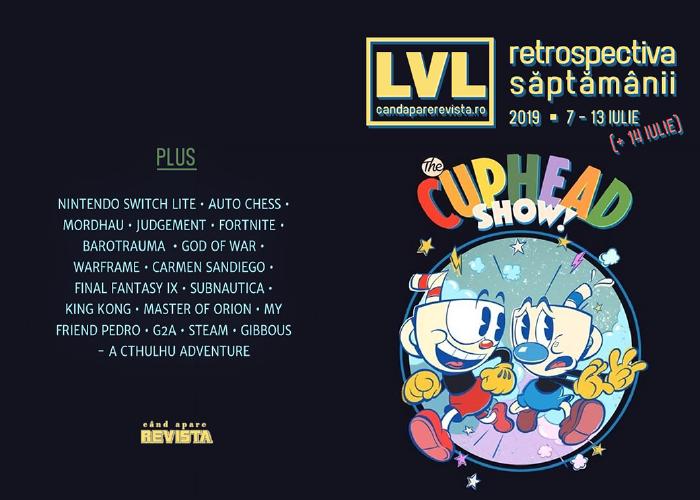 LVL
candaparerevista.ro
retrospectiva
săptămânii
2019 ▪ 7 - 13 IULIE
(+ 14 IULIE)
PLUS
NINTENDO SWITCH LITE • AUTO CHESS •
MORDHAU • JUDGEMENT • FORTNITE •
BAROTRAUMA • GOD OF WAR •
WARFRAME • CARMEN SANDIEGO •
FINAL FANTASY IX • SUBNAUTICA •
KING KONG • MASTER OF ORION • MY
FRIEND PEDRO • G2A • STEAM • GIBBOUS
- A CTHULHU ADVENTURE
când apare
REVISTA
The
CUPHEAD
SHOW!